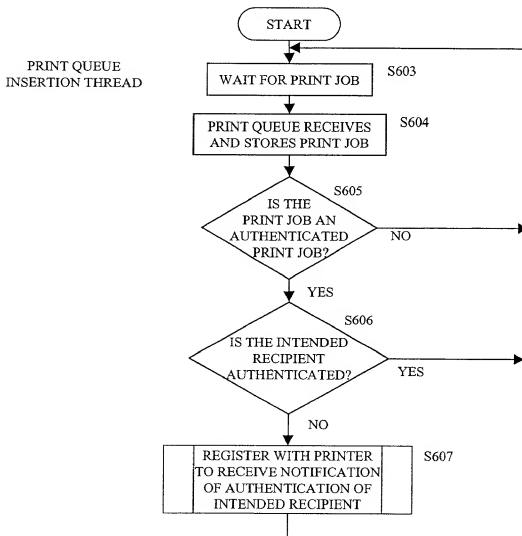 START
PRINT QUEUE
INSERTION THREAD
WAIT FOR PRINT JOB
S603
PRINT QUEUE RECEIVES
AND STORES PRINT JOB
S604
IS THE
PRINT JOB AN
AUTHENTICATED
PRINT JOB?
S605
NO
YES
IS THE INTENDED
RECIPIENT
AUTHENTICATED?
S606
YES
NO
REGISTER WITH PRINTER
TO RECEIVE NOTIFICATION
OF AUTHENTICATION OF
INTENDED RECIPIENT
S607